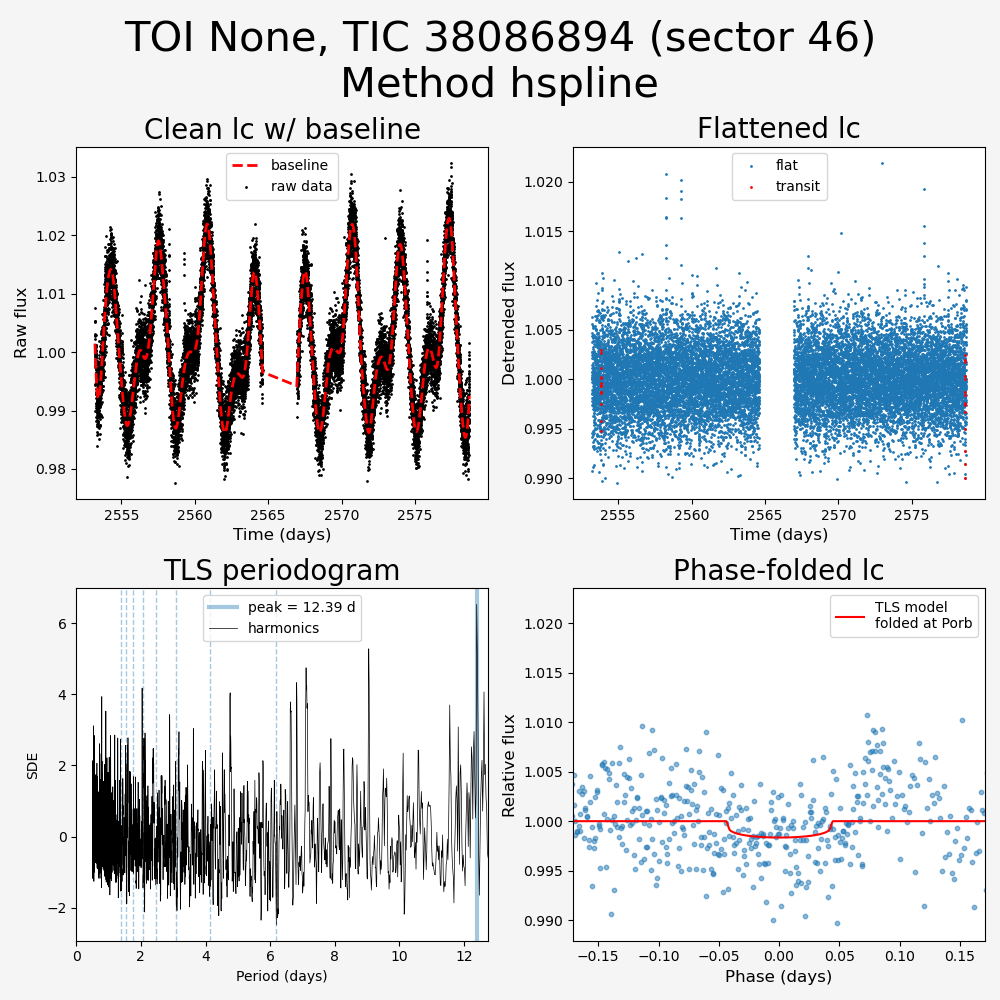 TOI None, TIC 38086894 (sector 46)
Method hspline
Clean lc w/ baseline
baseline
raw data
1.03
1.02
1.01
1.00
0.99
0.98
Raw flux
2555
2560
2565
2570
2575
Time (days)
Flattened lc
flat
transit
1.020
1.015
1.010
1.005
1.000
0.995
0.990
Detrended flux
2555
2560
2565
2570
2575
Time (days)
TLS periodogram
peak = 12.39 d
harmonics
6
4
2
0
−2
SDE
0
2
4
6
8
10
12
Period (days)
Phase-folded lc
TLS model
folded at Porb
1.020
1.015
1.010
1.005
1.000
0.995
0.990
Relative flux
−0.15
−0.10
−0.05
0.00
0.05
0.10
0.15
Phase (days)